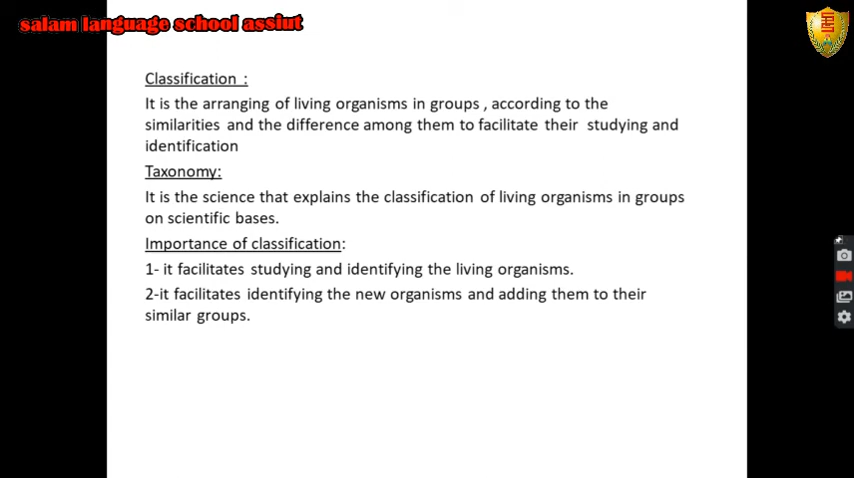 salam language school assiut
Classification :
It is the arranging of living organisms in groups , according to the
similarities and the difference among them to facilitate their studying and
identification
Taxonomy:
It is the science that explains the classification of living organisms in groups
on scientific bases.
Importance of classification:
1- it facilitates studying and identifying the living organisms.
2-it facilitates identifying the new organisms and adding them to their
similar groups.